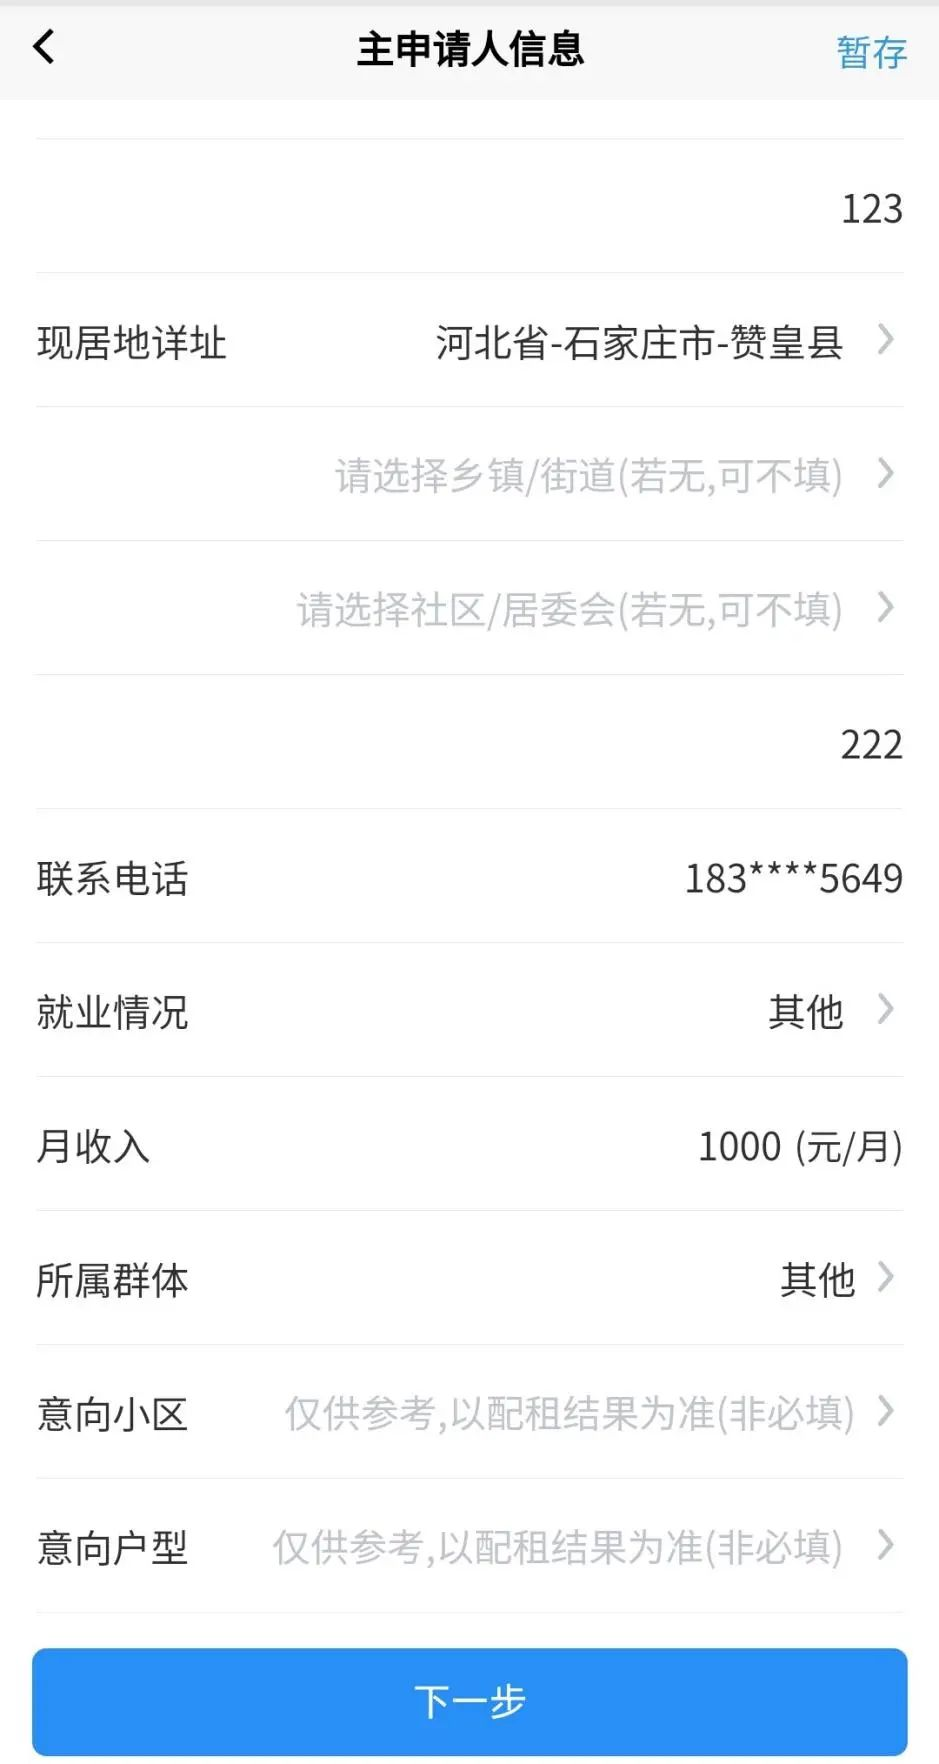 主申请人信息
暂存
123
现居地详址 河北省-石家庄市-赞皇县
请选择乡镇/街道(若无,可不填)
请选择社区/居委会(若无,可不填)
222
联系电话 183****5649
就业情况 其他
月收入 1000 (元/月)
所属群体 其他
意向小区 仅供参考,以配租结果为准(非必填)
意向户型 仅供参考,以配租结果为准(非必填)
下一步